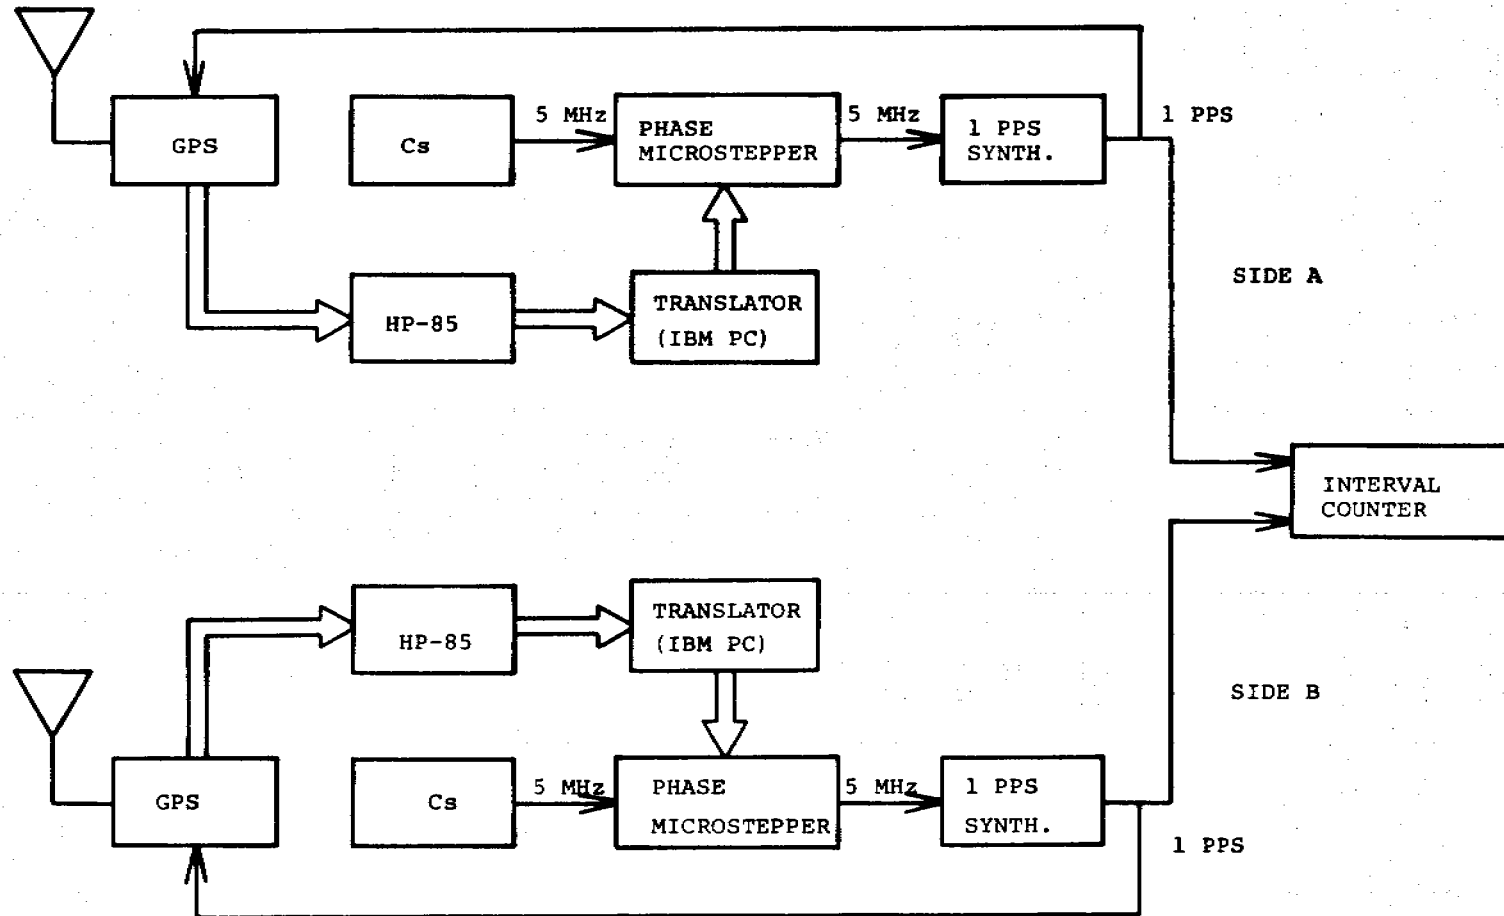 5 MHz
5 MHz
1 PPS
GPS
Cs
PHASE
MICROSTEPPER
1 PPS
SYNTH.
SIDE A
HP-85
TRANSLATOR
(IBM PC)
INTERVAL
COUNTER
HP-85
TRANSLATOR
(IBM PC)
SIDE B
GPS
Cs
5 MHz
PHASE
MICROSTEPPER
5 MHz
1 PPS
SYNTH.
1 PPS